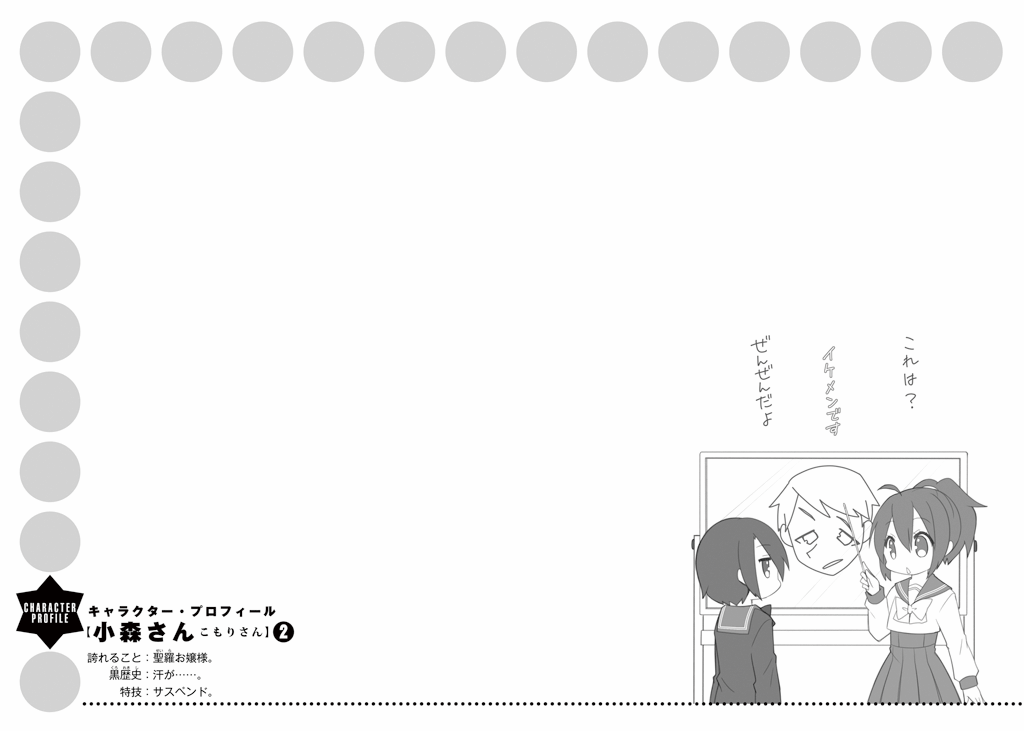 これは？
イケメンです
ぜんぜんだよ
CHARACTER
PROFILE
キャラクター・プロフィール
【小森さんこもりさん】❷
誇れること：聖羅お嬢様。
黒歴史：汗が……。
特技：サスペンド。